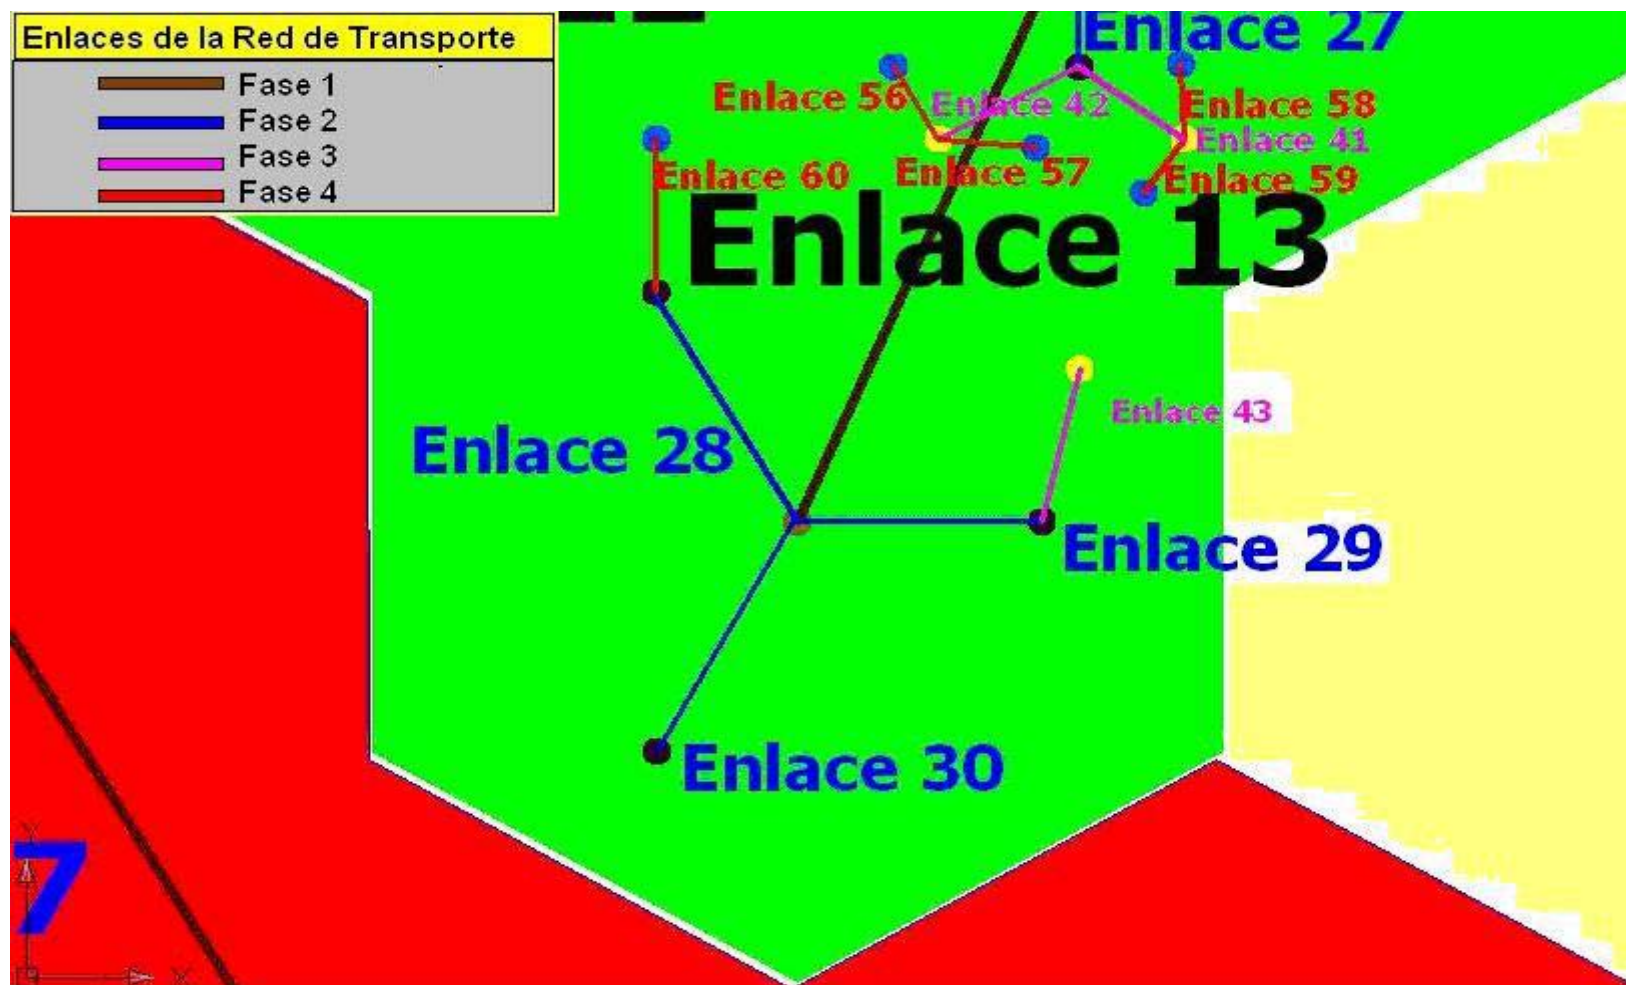 Enlaces de la Red de Transporte
Fase 1
Fase 2
Fase 3
Fase 4
Enlace 27
Enlace 56
Enlace 42
Enlace 58
Enlace 41
Enlace 60
Enlace 57
Enlace 59
Enlace 13
Enlace 43
Enlace 28
Enlace 29
Enlace 30
7
Y
X